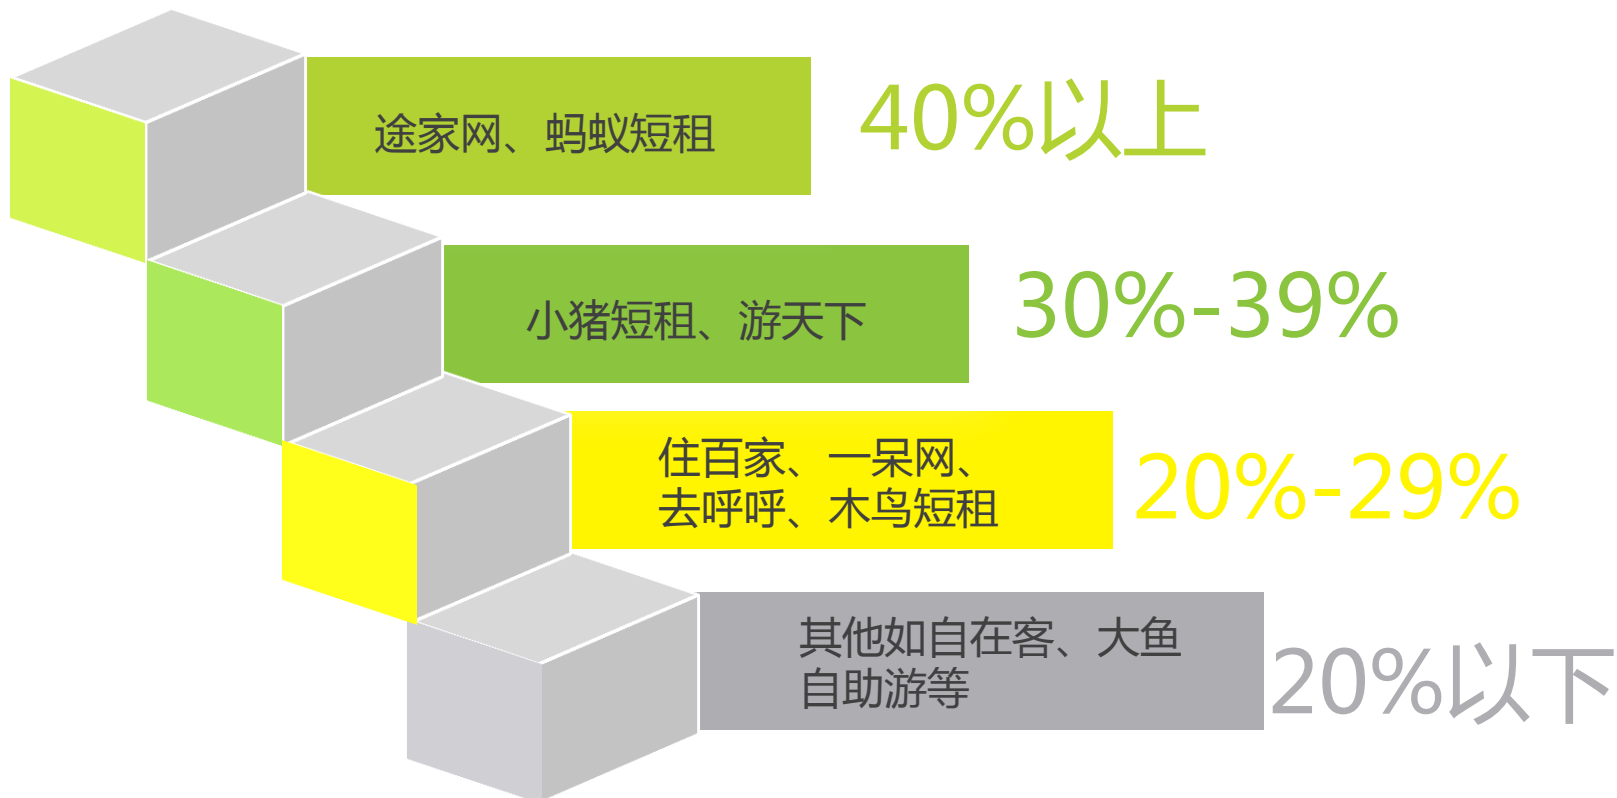 途家网、蚂蚁短租
40%以上
小猪短租、游天下
30%-39%
住百家、一呆网、
去呼呼、木鸟短租
20%-29%
其他如自在客、大鱼
自助游等
20%以下